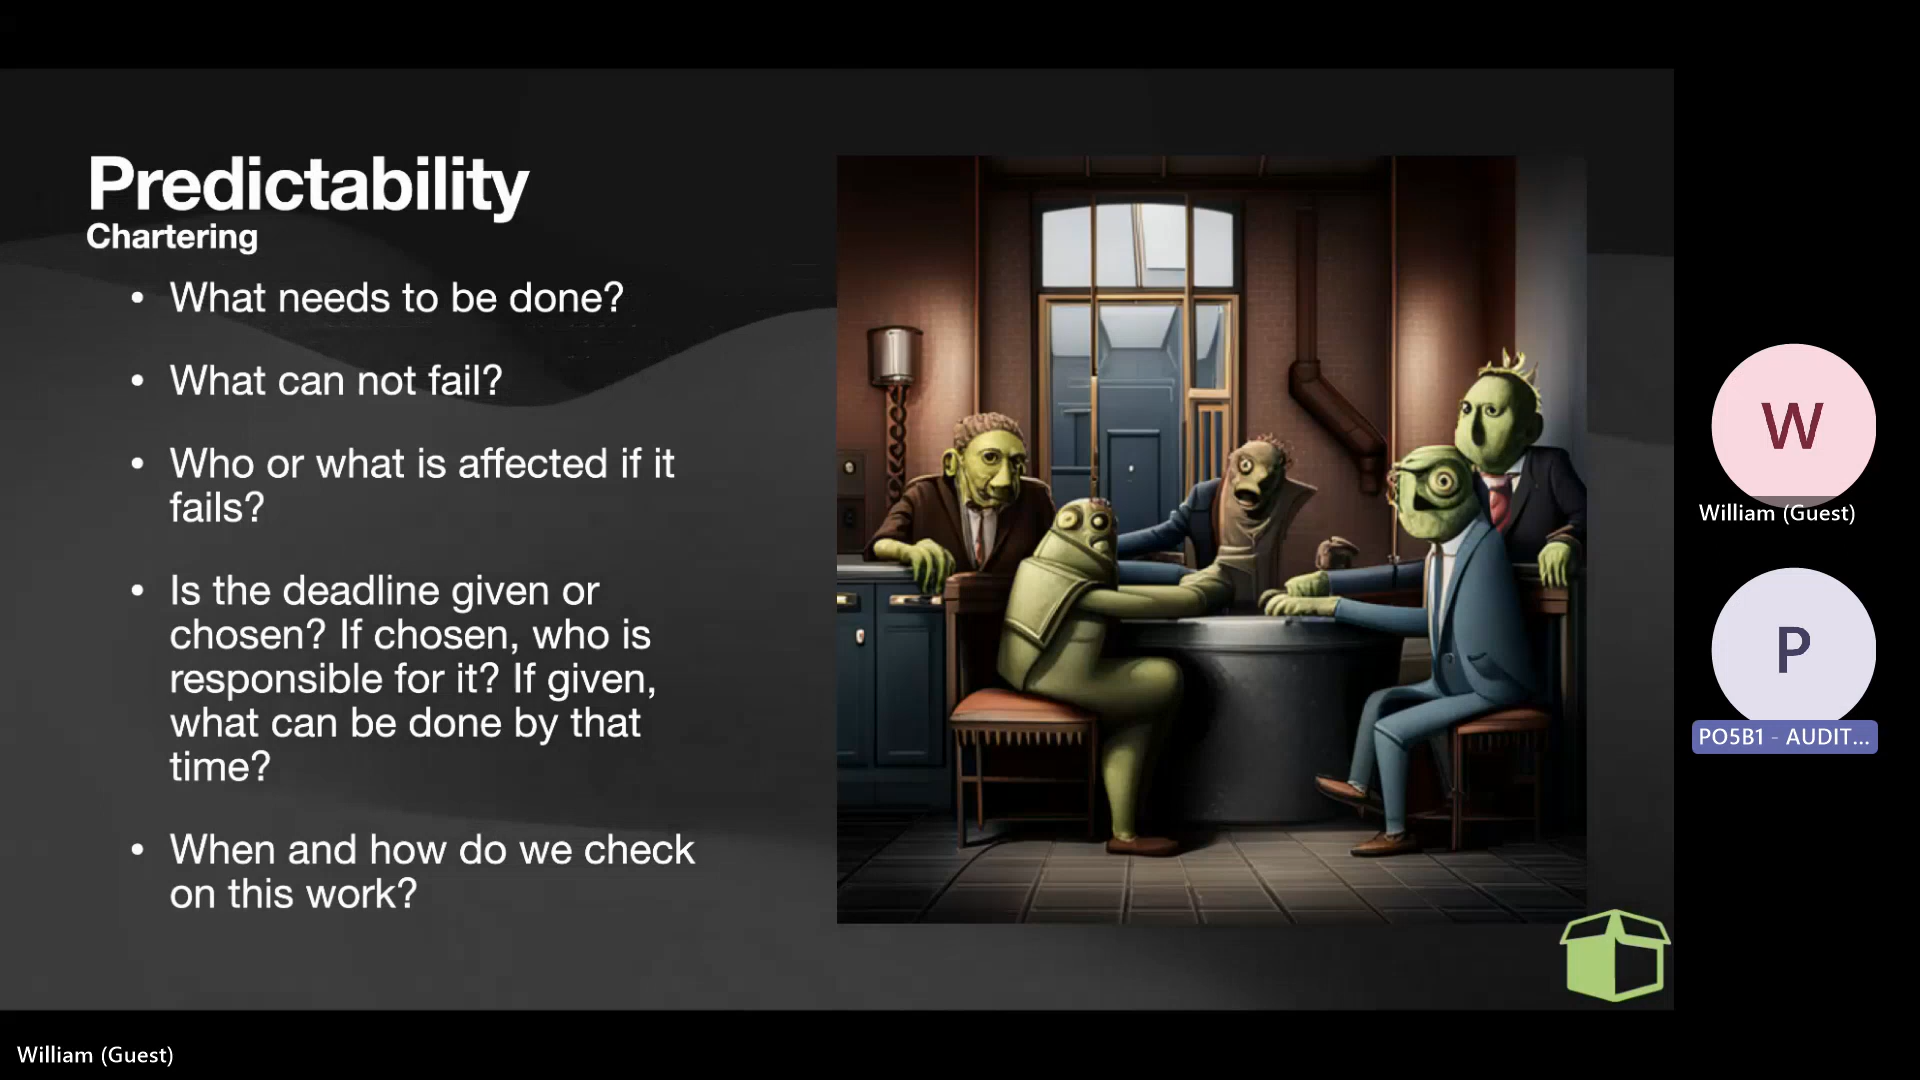 Predictability
Chartering
• What needs to be done?
• What can not fail?
• Who or what is affected if it
fails?
• Is the deadline given or
chosen? If chosen, who is
responsible for it? If given,
what can be done by that
time?
• When and how do we check
on this work?
W
William (Guest)
P
PO5B1 - AUDIT...
William (Guest)